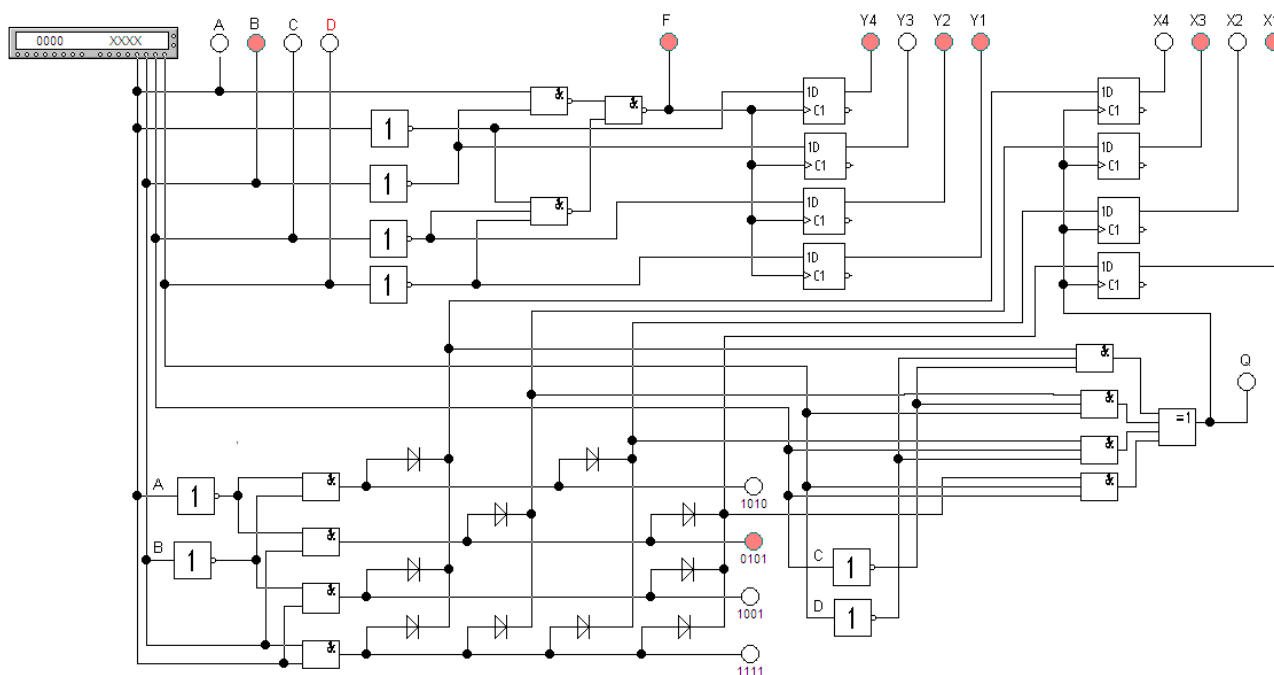 A B C D F Y4 Y3 Y2 Y1 X4 X3 X2 X1
0000 XXXX
& & 1D C1 1D C1
1
1D C1 1D C1
1
& 1D C1 1D C1
1
1D C1 1D C1
1
&
Q
&
=1
&
A 1 & &
1010
&
B 1 0101
C 1
& 1001
D 1
&
1111